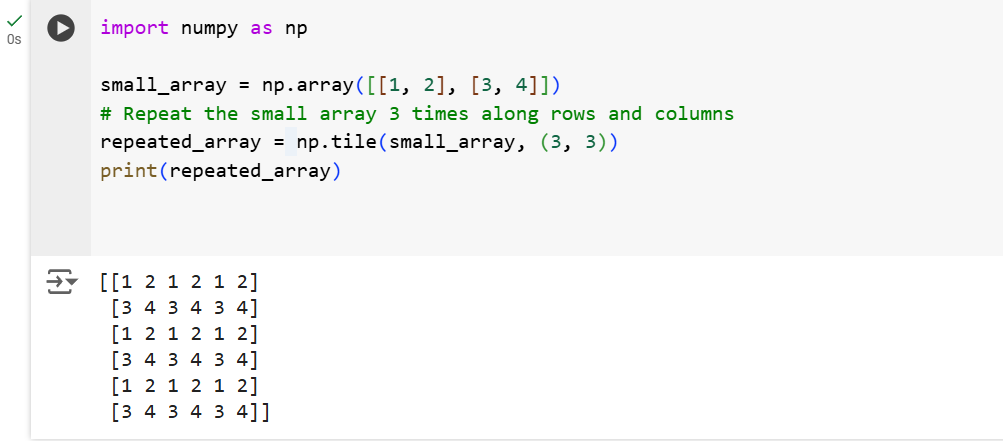 0s
import numpy as np
small_array = np.array([[1, 2], [3, 4]])
# Repeat the small array 3 times along rows and columns
repeated_array = np.tile(small_array, (3, 3))
print(repeated_array)
[[1 2 1 2 1 2]
 [3 4 3 4 3 4]
 [1 2 1 2 1 2]
 [3 4 3 4 3 4]
 [1 2 1 2 1 2]
 [3 4 3 4 3 4]]